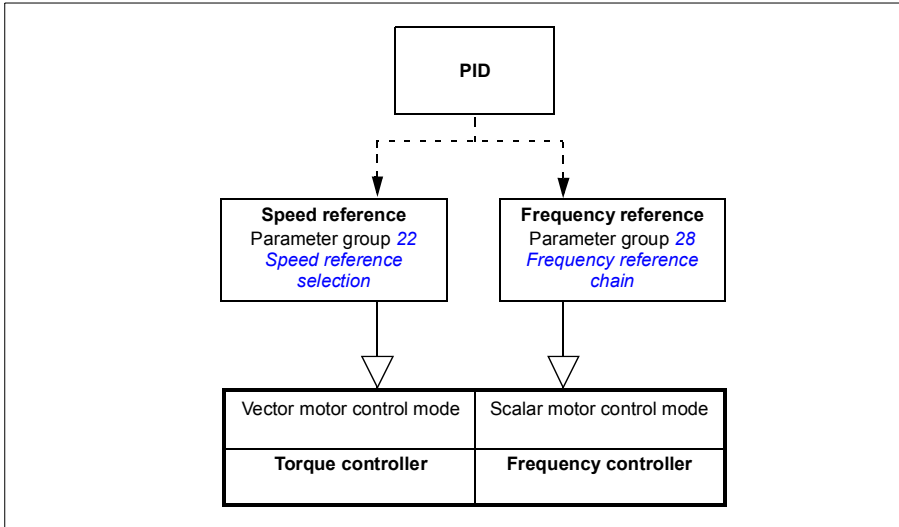 PID
Speed reference
Parameter group 22
Speed reference
selection
Frequency reference
Parameter group 28
Frequency reference
chain
Vector motor control mode
Scalar motor control mode
Torque controller
Frequency controller